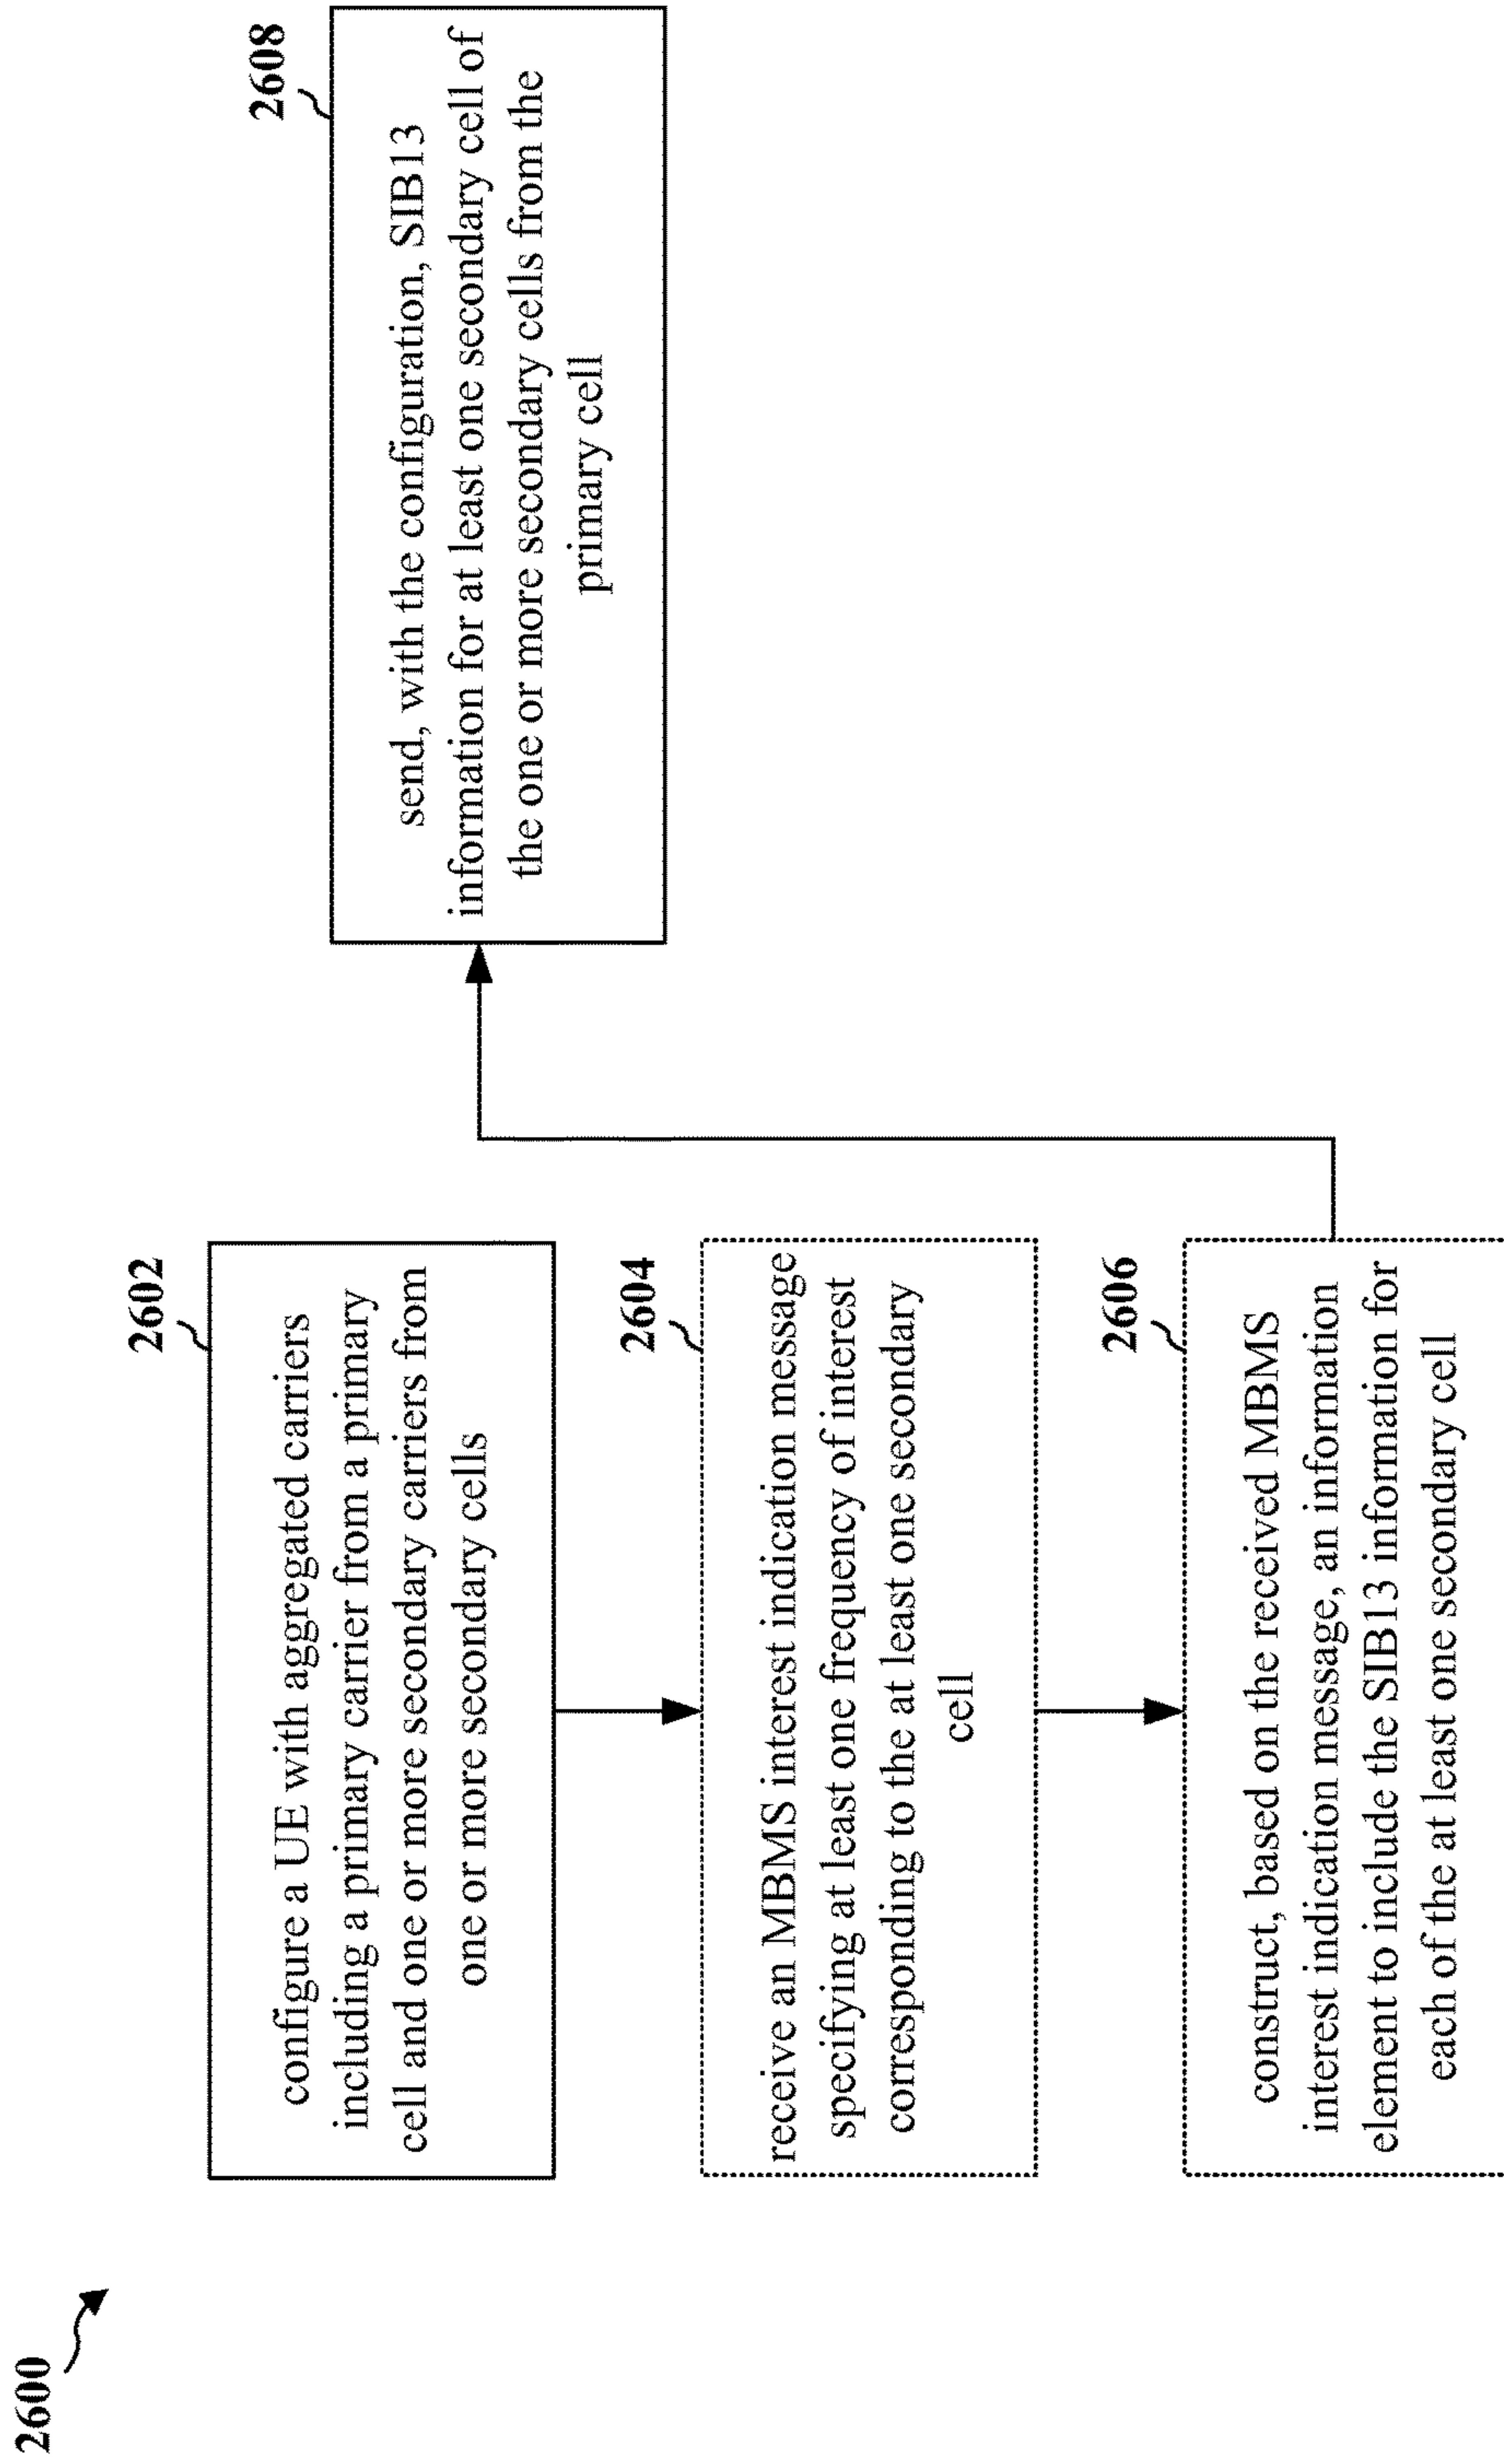 2600
2602
configure a UE with aggregated carriers
including a primary carrier from a primary
cell and one or more secondary carriers from
one or more secondary cells
2604
receive an MBMS interest indication message
specifying at least one frequency of interest
corresponding to the at least one secondary
cell
2606
construct, based on the received MBMS
interest indication message, an information
element to include the SIB13 information for
each of the at least one secondary cell
2608
send, with the configuration, SIB13
information for at least one secondary cell of
the one or more secondary cells from the
primary cell